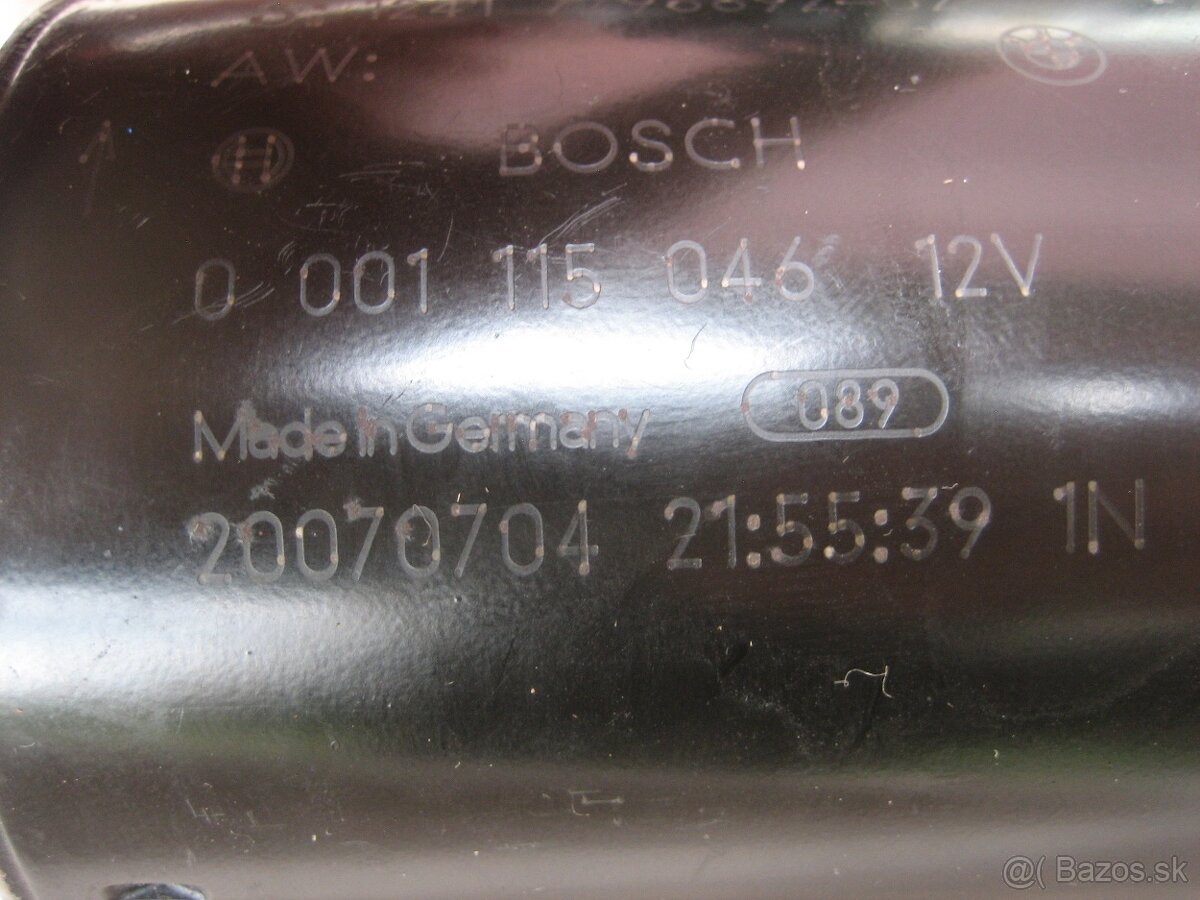 AW:
BOSCH
0 001 115 046 12V
Made in Germany 089
20070704 21:55:39 1N
@( Bazos.sk